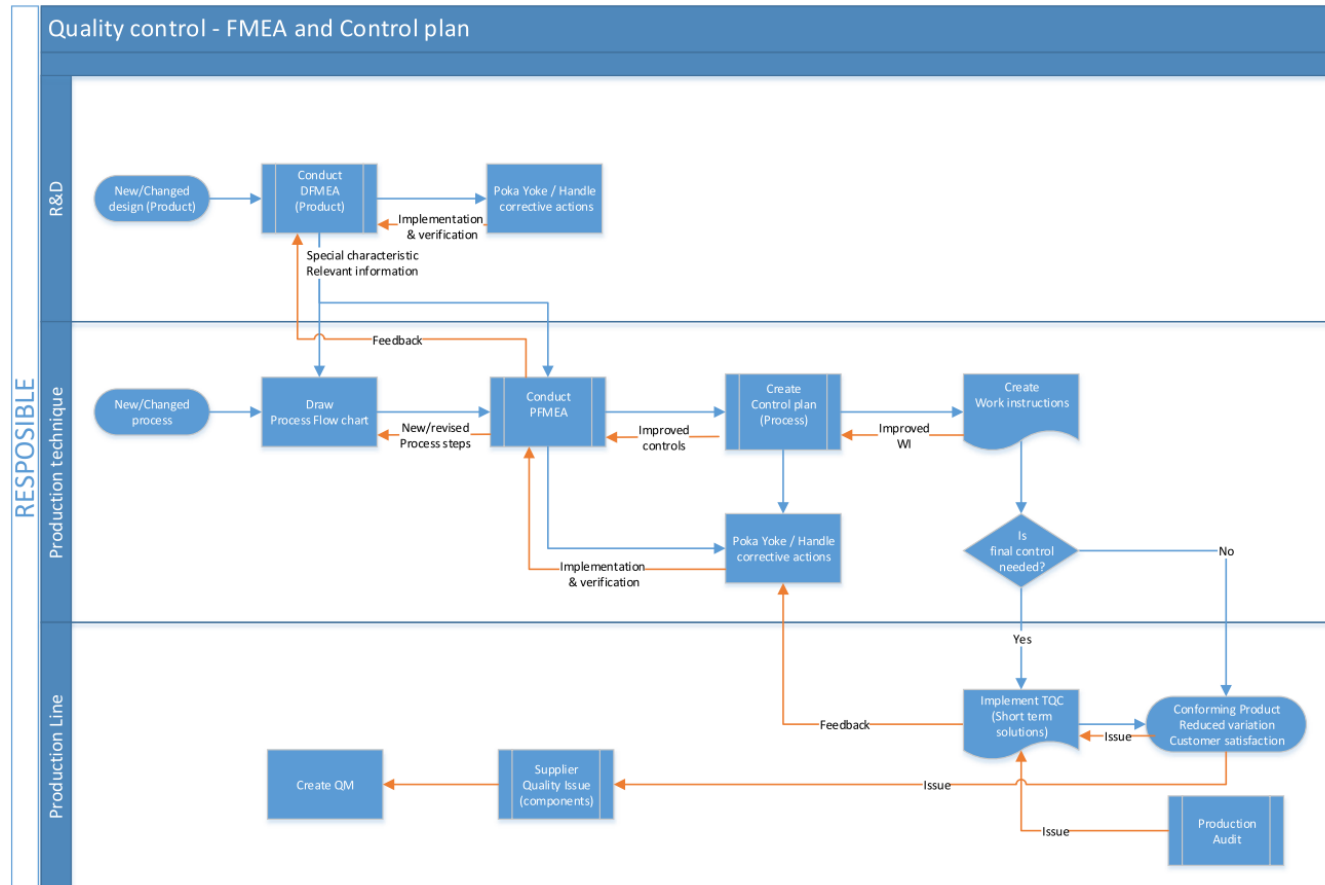 Quality control - FMEA and Control plan
RESPOSIBLE
R&D
New/Changed
design (Product)
Conduct
DFMEA
(Product)
Poka Yoke / Handle
corrective actions
Implementation
& verification
Special characteristic
Relevant information
Production technique
Feedback
New/Changed
process
Draw
Process Flow chart
New/revised
Process steps
Conduct
PFMEA
Improved
controls
Create
Control plan
(Process)
Improved
WI
Create
Work instructions
Poka Yoke / Handle
corrective actions
Implementation
& verification
Is
final control
needed?
No
Yes
Production Line
Implement TQC
(Short term
solutions)
Feedback
Issue
Conforming Product
Reduced variation
Customer satisfaction
Create QM
Supplier
Quality Issue
(components)
Issue
Issue
Production
Audit